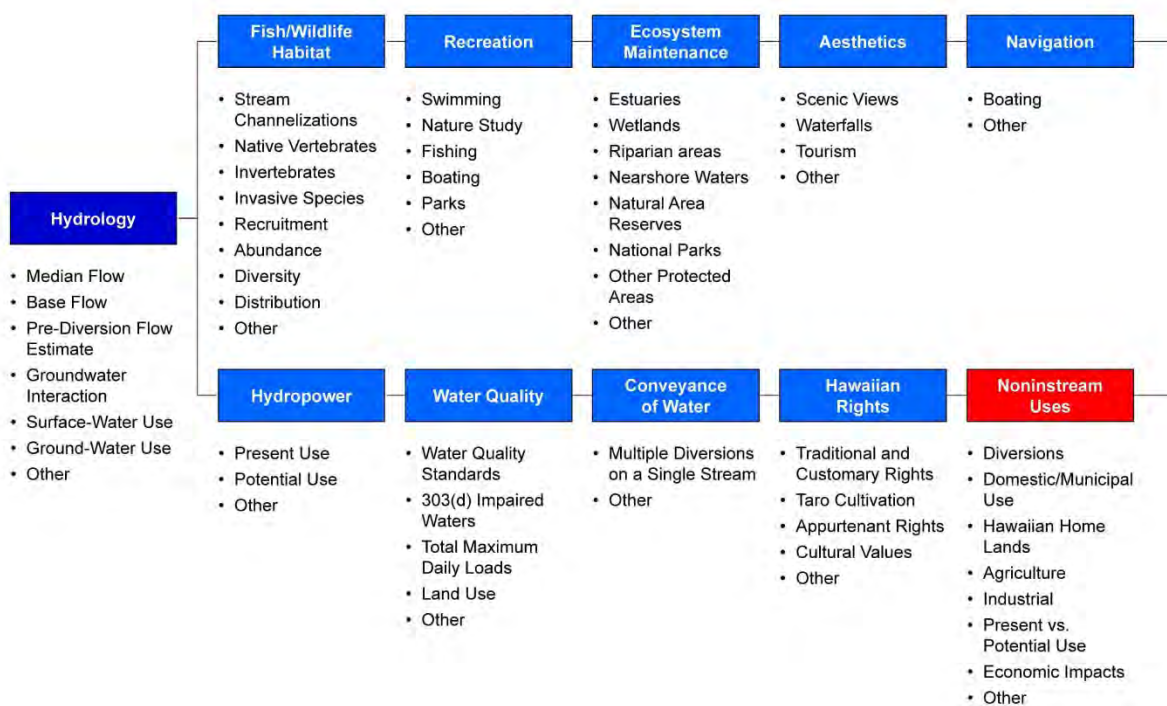 Hydrology
• Median Flow
• Base Flow
• Pre-Diversion Flow
Estimate
• Groundwater
Interaction
• Surface-Water Use
• Ground-Water Use
• Other
Fish/Wildlife
Habitat
• Stream
Channelizations
• Native Vertebrates
• Invertebrates
• Invasive Species
• Recruitment
• Abundance
• Diversity
• Distribution
• Other
Recreation
• Swimming
• Nature Study
• Fishing
• Boating
• Parks
• Other
Ecosystem
Maintenance
• Estuaries
• Wetlands
• Riparian areas
• Nearshore Waters
• Natural Area
Reserves
• National Parks
• Other Protected
Areas
• Other
Aesthetics
• Scenic Views
• Waterfalls
• Tourism
• Other
Navigation
• Boating
• Other
Hydropower
• Present Use
• Potential Use
• Other
Water Quality
• Water Quality
Standards
• 303(d) Impaired
Waters
• Total Maximum
Daily Loads
• Land Use
• Other
Conveyance
of Water
• Multiple Diversions
on a Single Stream
• Other
Hawaiian
Rights
• Traditional and
Customary Rights
• Taro Cultivation
• Appurtenant Rights
• Cultural Values
• Other
Noninstream
Uses
• Diversions
• Domestic/Municipal
Use
• Hawaiian Home
Lands
• Agriculture
• Industrial
• Present vs.
Potential Use
• Economic Impacts
• Other